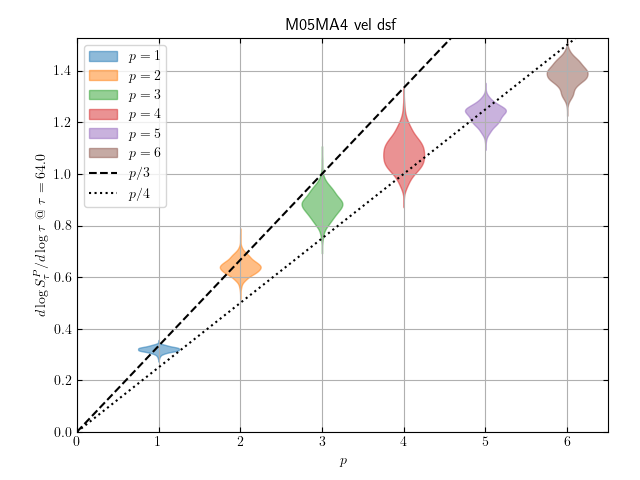 M05MA4 vel dsf
d log S_τ^P / d log τ @ τ = 64.0
1.4
1.2
1.0
0.8
0.6
0.4
0.2
0.0
p = 1
p = 2
p = 3
p = 4
p = 5
p = 6
p/3
p/4
0 1 2 3 4 5 6
p